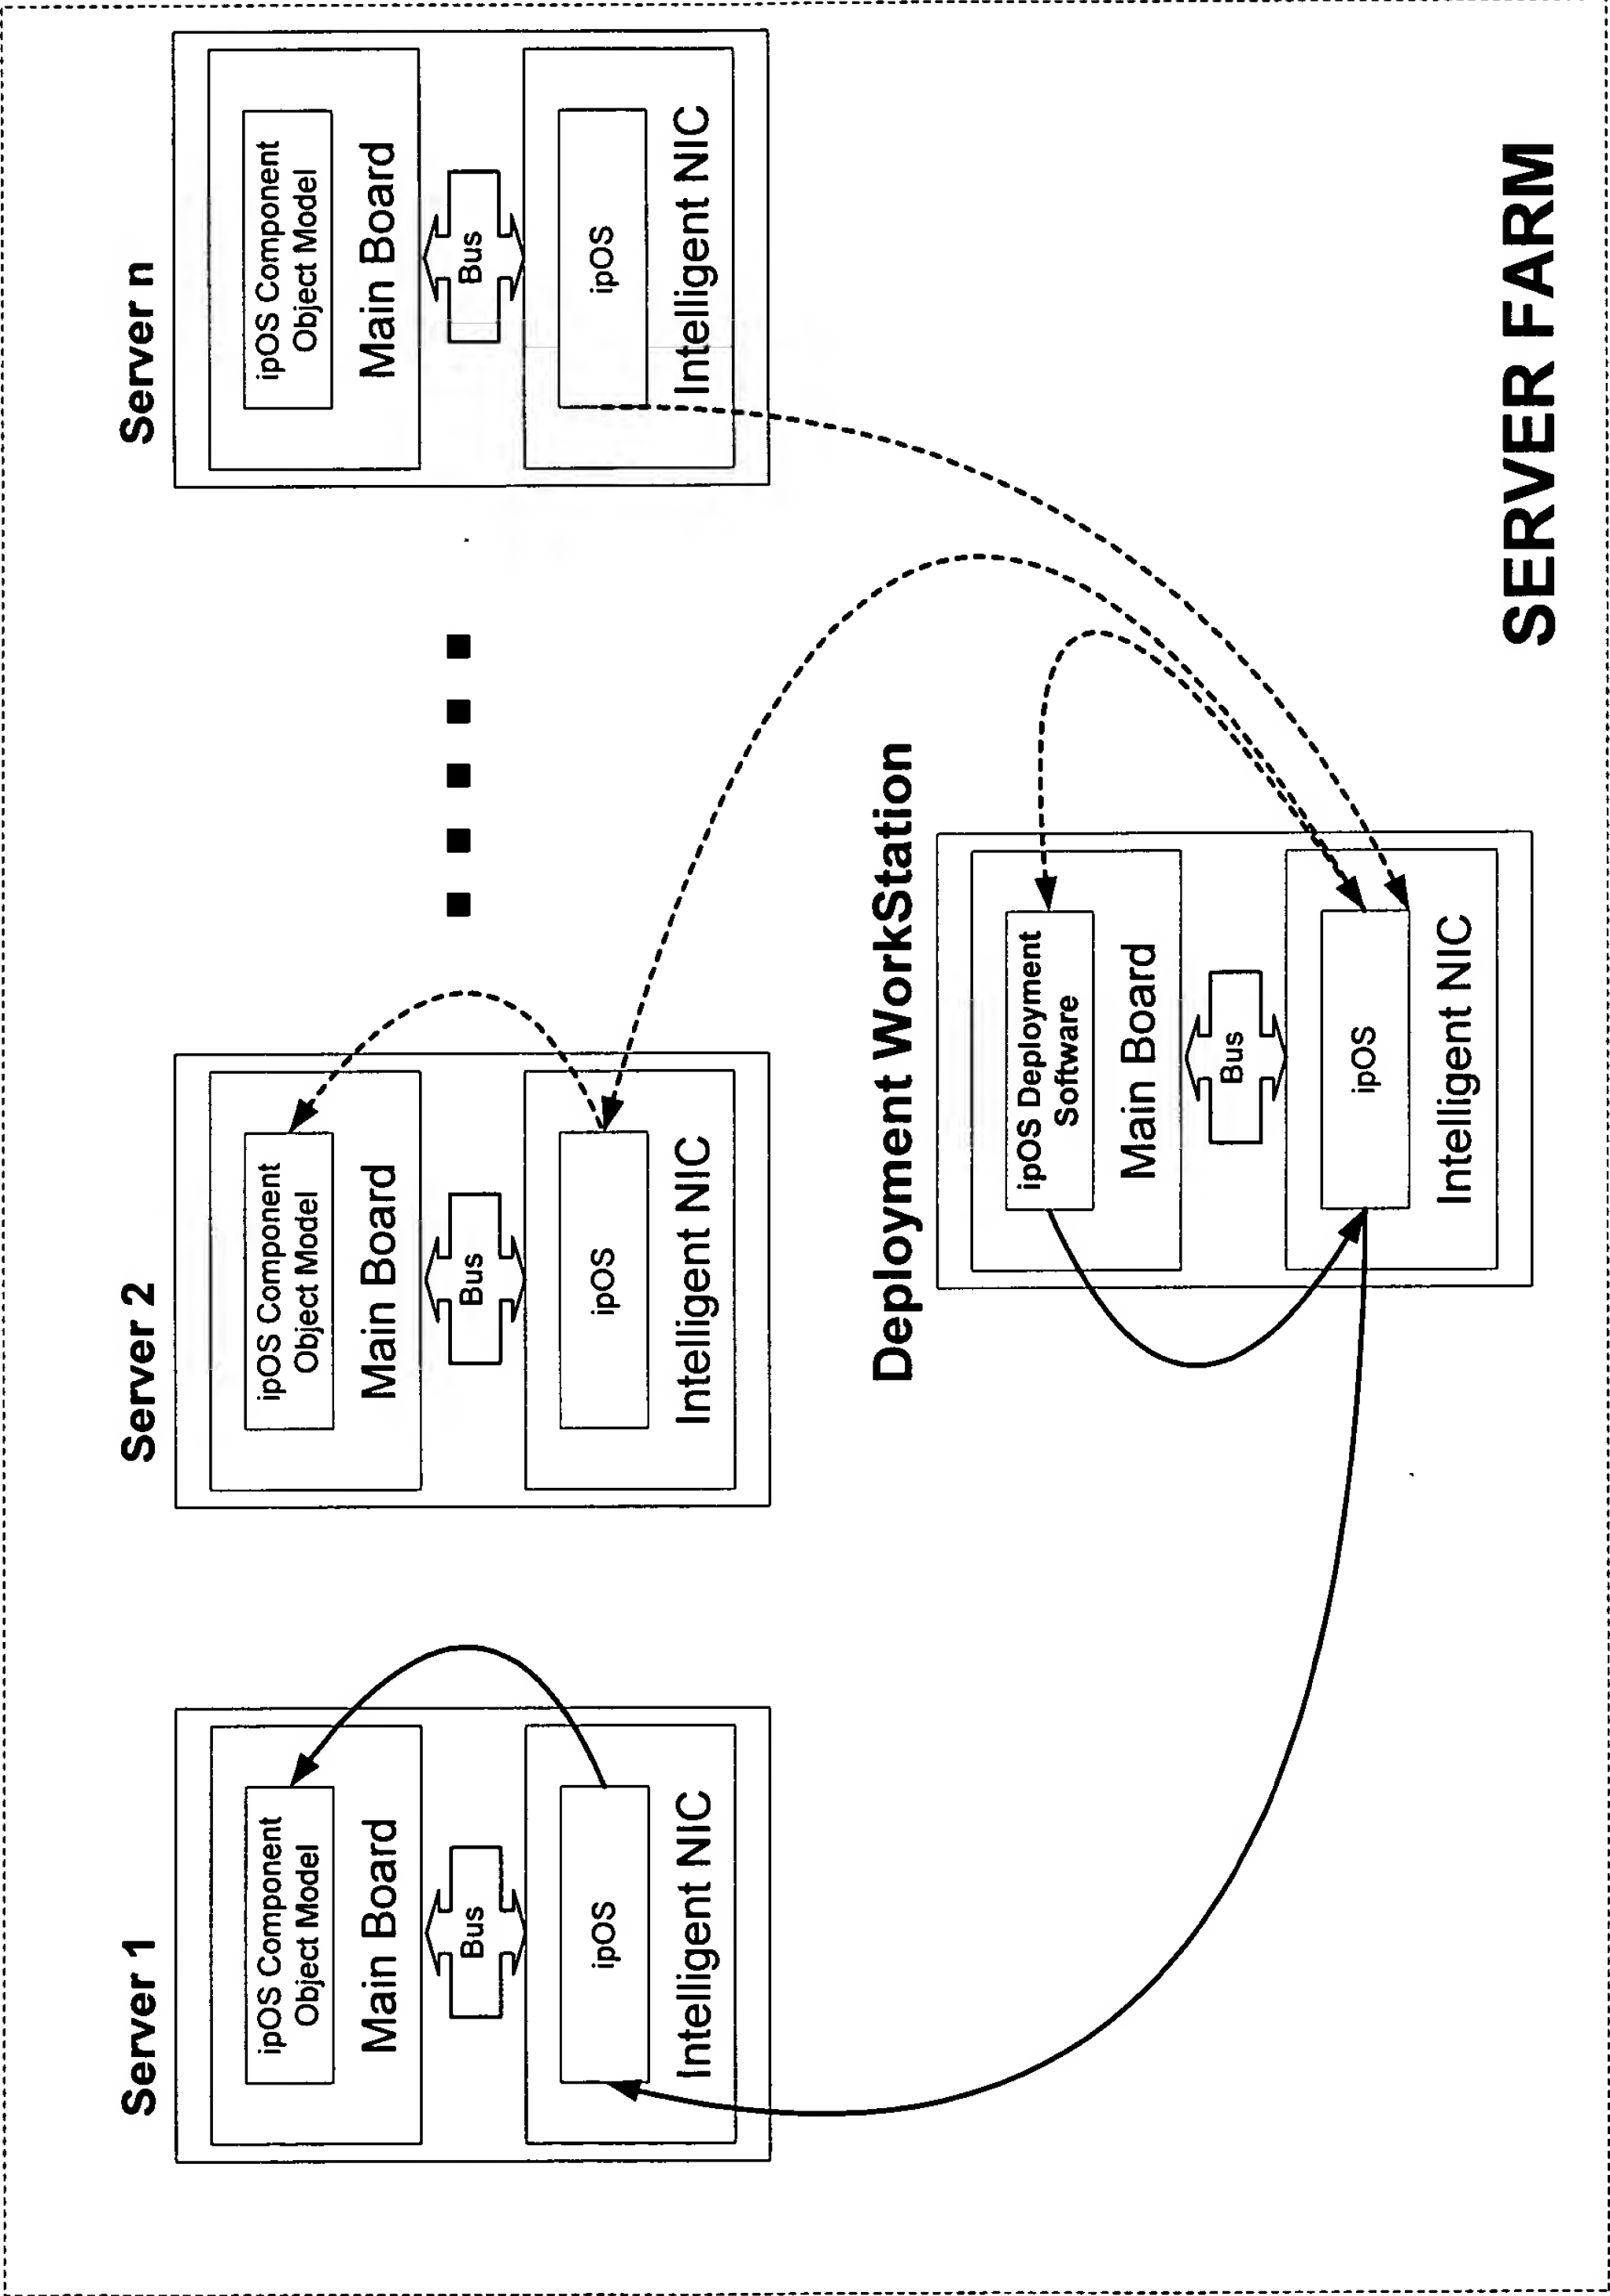 Server 1
ipOS Component
Object Model
Main Board
Bus
ipOS
Intelligent NIC
Server 2
ipOS Component
Object Model
Main Board
Bus
ipOS
Intelligent NIC
Server n
ipOS Component
Object Model
Main Board
Bus
ipOS
Intelligent NIC
Deployment WorkStation
ipOS Deployment
Software
Main Board
Bus
ipOS
Intelligent NIC
SERVER FARM